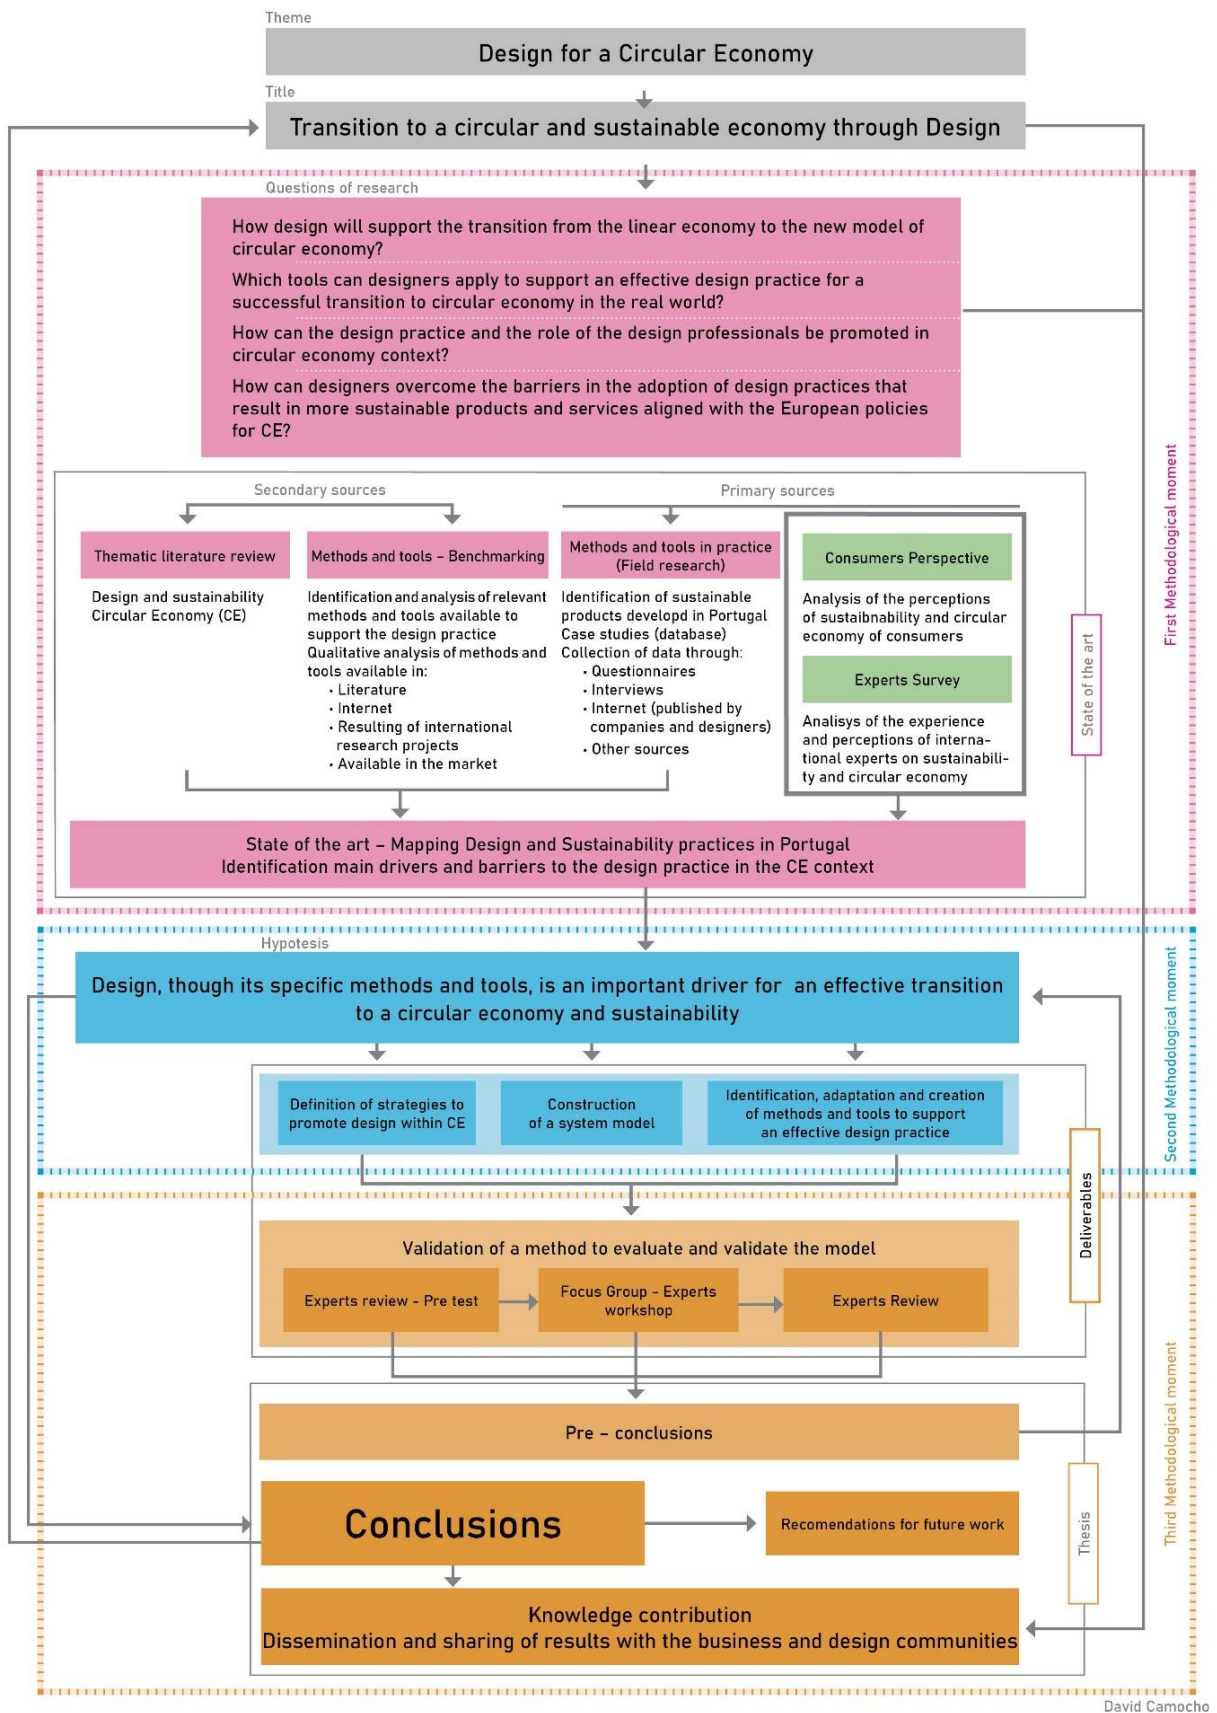 Theme
Design for a Circular Economy
Title
Transition to a circular and sustainable economy through Design
Questions of research
How design will support the transition from the linear economy to the new model of
circular economy?
Which tools can designers apply to support an effective design practice for a
successful transition to circular economy in the real world?
How can the design practice and the role of the design professionals be promoted in
circular economy context?
How can designers overcome the barriers in the adoption of design practices that
result in more sustainable products and services aligned with the European policies
for CE?
First Methodological moment
Secondary sources
Primary sources
Thematic literature review
Design and sustainability
Circular Economy (CE)
Methods and tools – Benchmarking
Identification and analysis of relevant
methods and tools available to
support the design practice
Qualitative analysis of methods and
tools available in:
· Literature
· Internet
· Resulting of international
research projects
· Available in the market
Methods and tools in practice
(Field research)
Identification of sustainable
products developd in Portugal
Case studies (database)
Collection of data through:
· Questionnaires
· Interviews
· Internet (published by
companies and designers)
· Other sources
Consumers Perspective
Analysis of the perceptions
of sustaibnability and circular
economy of consumers
Experts Survey
Analisys of the experience
and perceptions of interna-
tional experts on sustainabili-
ty and circular economy
State of the art
State of the art – Mapping Design and Sustainability practices in Portugal
Identification main drivers and barriers to the design practice in the CE context
Hypotesis
Design, though its specific methods and tools, is an important driver for an effective transition
to a circular economy and sustainability
Second Methodological moment
Definition of strategies to
promote design within CE
Construction
of a system model
Identification, adaptation and creation
of methods and tools to support
an effective design practice
Deliverables
Validation of a method to evaluate and validate the model
Experts review - Pre test
Focus Group - Experts
workshop
Experts Review
Third Methodological moment
Pre – conclusions
Conclusions
Recomendations for future work
Thesis
Knowledge contribution
Dissemination and sharing of results with the business and design communities
David Camocho